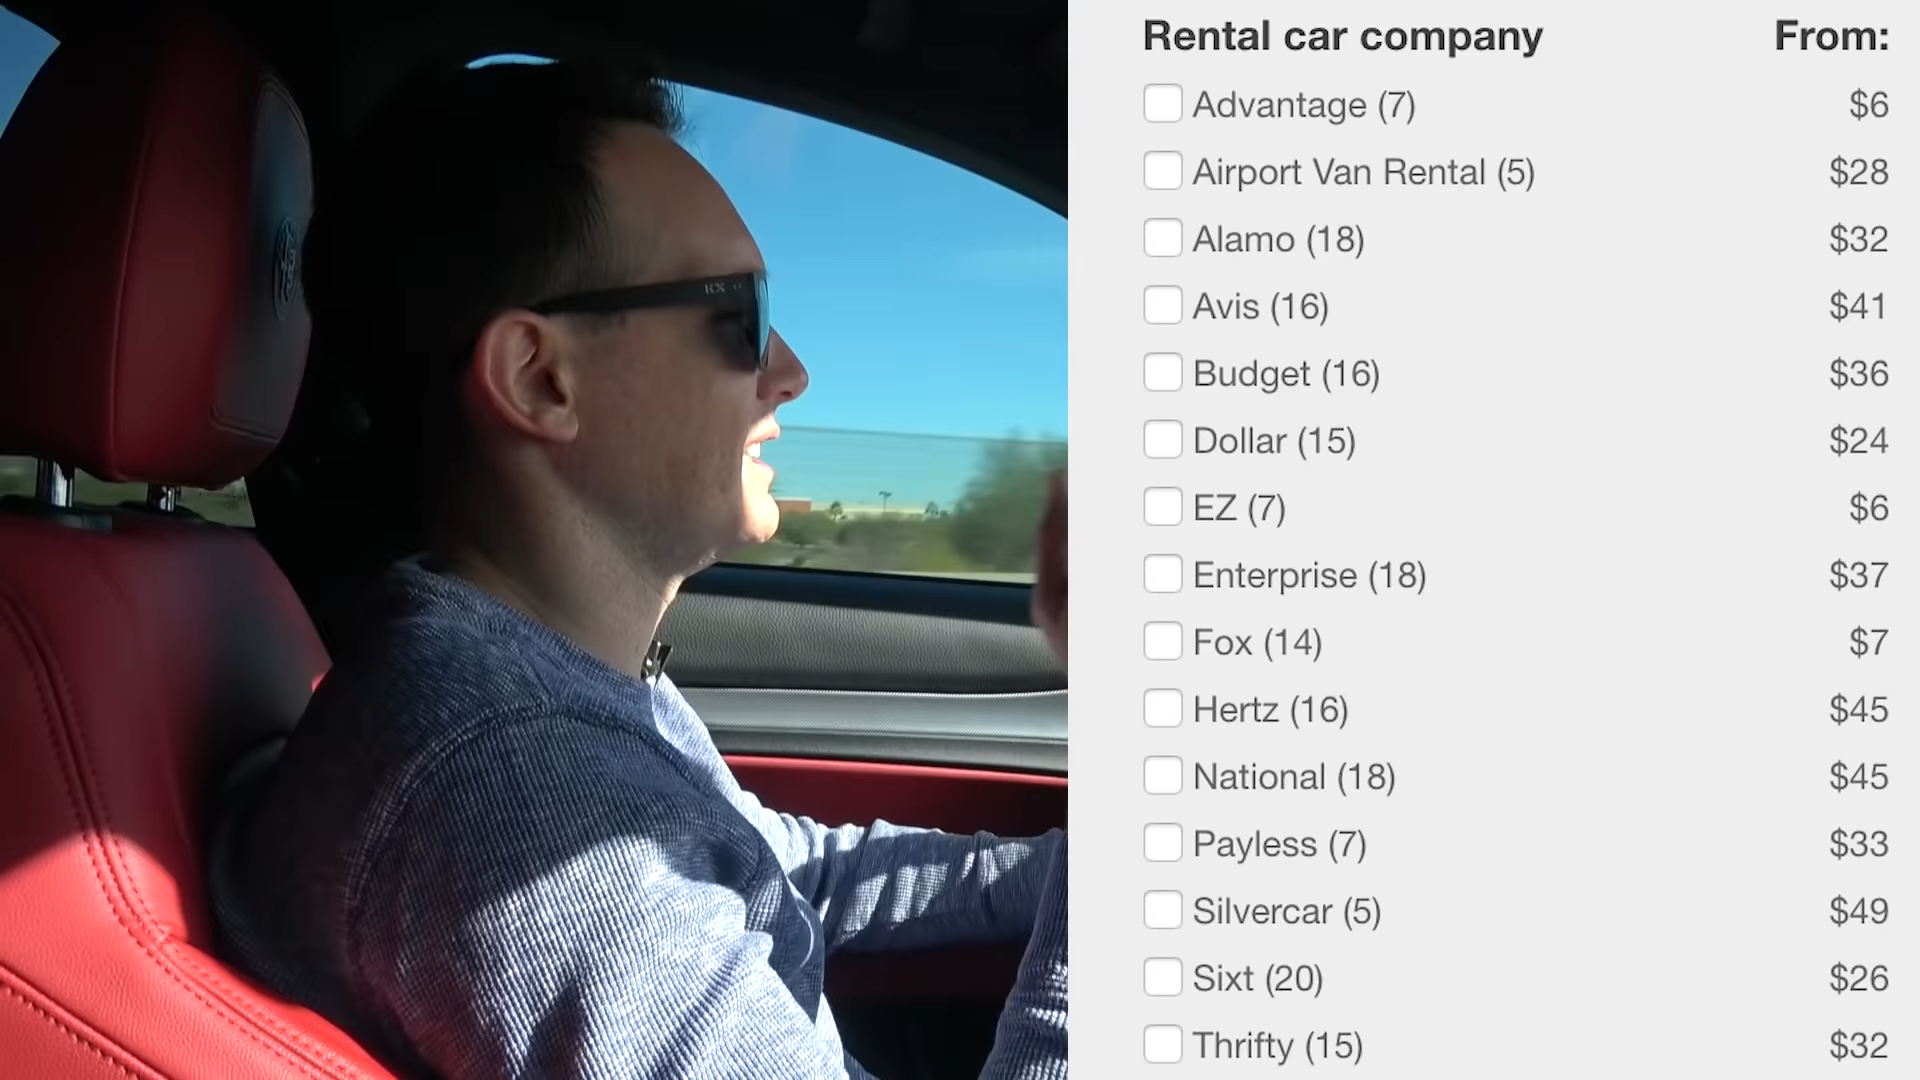 Rental car company From:
Advantage (7) $6
Airport Van Rental (5) $28
Alamo (18) $32
Avis (16) $41
Budget (16) $36
Dollar (15) $24
EZ (7) $6
Enterprise (18) $37
Fox (14) $7
Hertz (16) $45
National (18) $45
Payless (7) $33
Silvercar (5) $49
Sixt (20) $26
Thrifty (15) $32